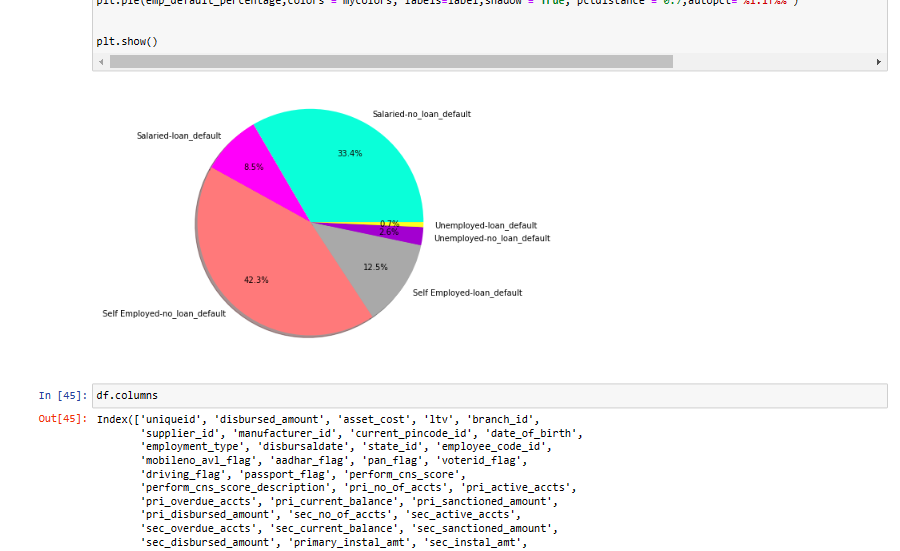 plt.pie(emp_default_percentage,colors = mycolors, labels=label,shadow = True, pctdistance = 0.7,autopct='%1.1f%%')
plt.show()
Salaried-no_loan_default
Salaried-loan_default
33.4%
8.5%
0.7%
Unemployed-loan_default
2.6%
Unemployed-no_loan_default
12.5%
42.3%
Self Employed-loan_default
Self Employed-no_loan_default
In [45]: df.columns
Out[45]: Index(['uniqueid', 'disbursed_amount', 'asset_cost', 'ltv', 'branch_id',
'supplier_id', 'manufacturer_id', 'current_pincode_id', 'date_of_birth',
'employment_type', 'disbursaldate', 'state_id', 'employee_code_id',
'mobileno_avl_flag', 'aadhar_flag', 'pan_flag', 'voterid_flag',
'driving_flag', 'passport_flag', 'perform_cns_score',
'perform_cns_score_description', 'pri_no_of_accts', 'pri_active_accts',
'pri_overdue_accts', 'pri_current_balance', 'pri_sanctioned_amount',
'pri_disbursed_amount', 'sec_no_of_accts', 'sec_active_accts',
'sec_overdue_accts', 'sec_current_balance', 'sec_sanctioned_amount',
'sec_disbursed_amount', 'primary_instal_amt', 'sec_instal_amt',